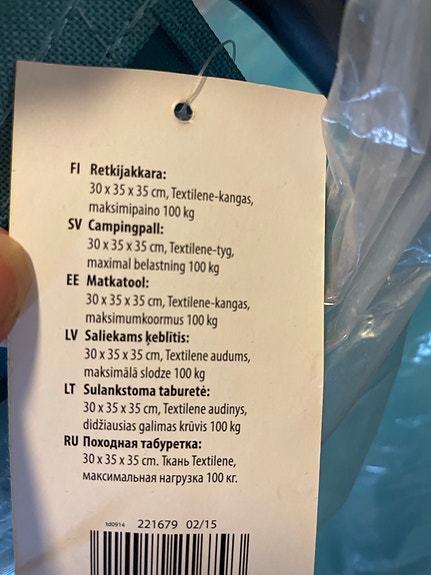 FI Retkijakkara:
30 x 35 x 35 cm, Textilene-kangas,
maksimipaino 100 kg
SV Campingpall:
30 x 35 x 35 cm, Textilene-tyg,
maximal belastning 100 kg
EE Matkatool:
30 x 35 x 35 cm, Textilene-kangas,
maksimumkoormus 100 kg
LV Saliekams ķeblītis:
30 x 35 x 35 cm, Textilene audums,
maksimālā slodze 100 kg
LT Sulankstoma taburetė:
30 x 35 x 35 cm, Textilene audinys,
didžiausias galimas krūvis 100 kg
RU Походная табуретка:
30 x 35 x 35 cm. Ткань Textilene,
максимальная нагрузка 100 кг.
td0914 221679 02/15